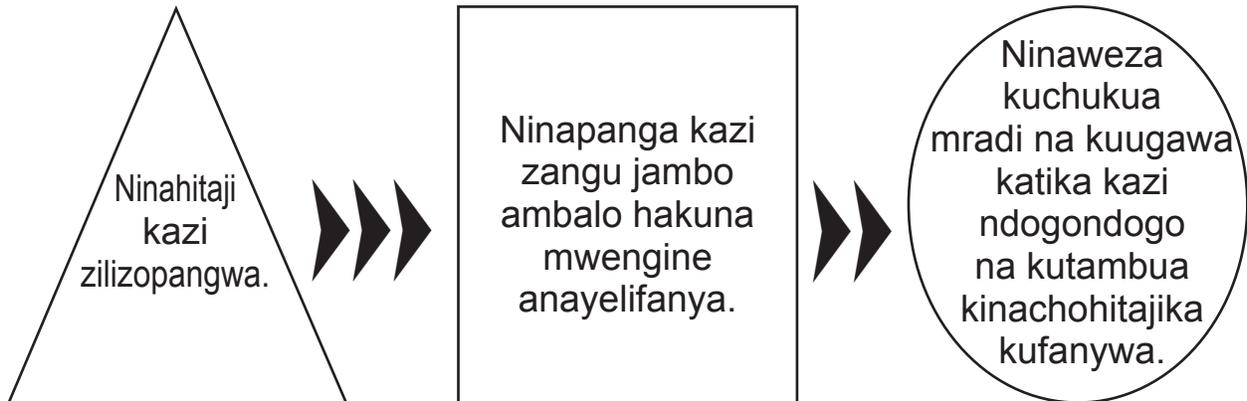 Ninahitaji
kazi
zilizopangwa.
Ninapanga kazi
zangu jambo
ambalo hakuna
mwengine
anayelifanya.
Ninaweza
kuchukua
mradi na kuugawa
katika kazi
ndogondogo
na kutambua
kinachohitajika
kufanywa.